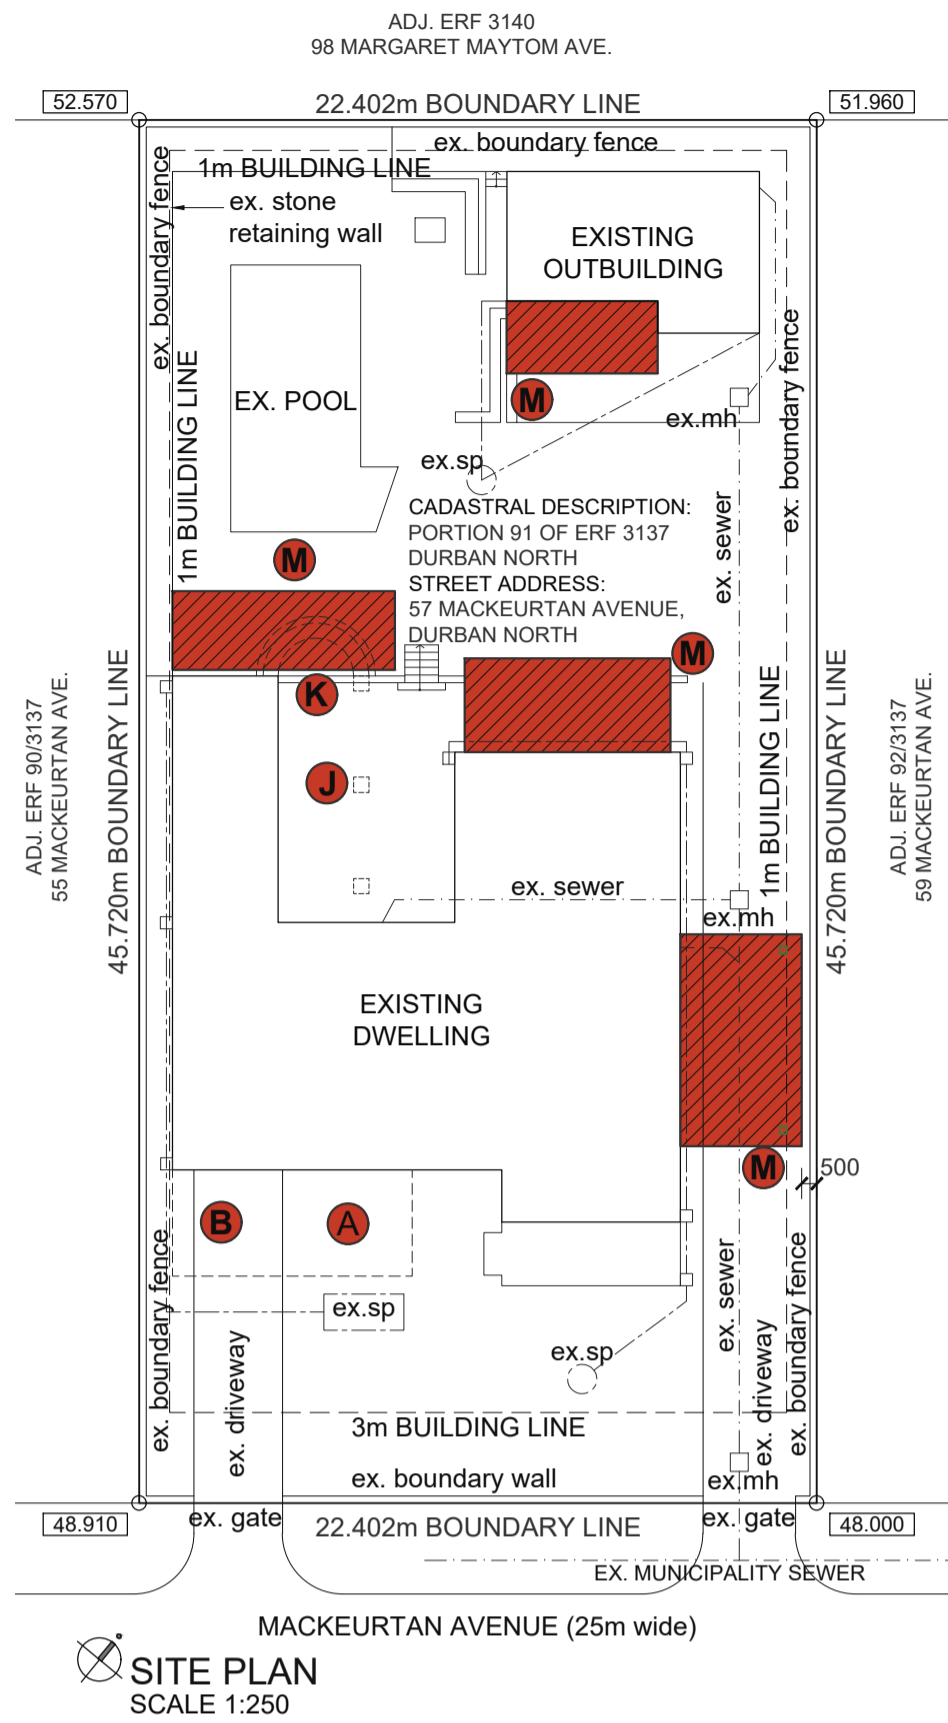 ADJ. ERF 3140
98 MARGARET MAYTOM AVE.
52.570
22.402m BOUNDARY LINE
51.960
ex. boundary fence
1m BUILDING LINE
ex. boundary fence
ex. stone
retaining wall
EXISTING
OUTBUILDING
1m BUILDING LINE
EX. POOL
M
ex.mh
ex. boundary fence
ex.sp
ex. sewer
CADASTRAL DESCRIPTION:
PORTION 91 OF ERF 3137
DURBAN NORTH
STREET ADDRESS:
57 MACKEURTAN AVENUE,
DURBAN NORTH
M
M
K
J
ADJ. ERF 90/3137
55 MACKEURTAN AVE.
45.720m BOUNDARY LINE
1m BUILDING LINE
45.720m BOUNDARY LINE
ADJ. ERF 92/3137
59 MACKEURTAN AVE.
ex. sewer
ex.mh
EXISTING
DWELLING
M
500
B
A
ex. boundary fence
ex.sp
ex. sewer
ex. boundary fence
ex.sp
ex. driveway
ex. driveway
3m BUILDING LINE
ex. boundary wall
ex.mh
48.910
ex. gate
22.402m BOUNDARY LINE
ex. gate
48.000
EX. MUNICIPALITY SEWER
MACKEURTAN AVENUE (25m wide)
SITE PLAN
SCALE 1:250